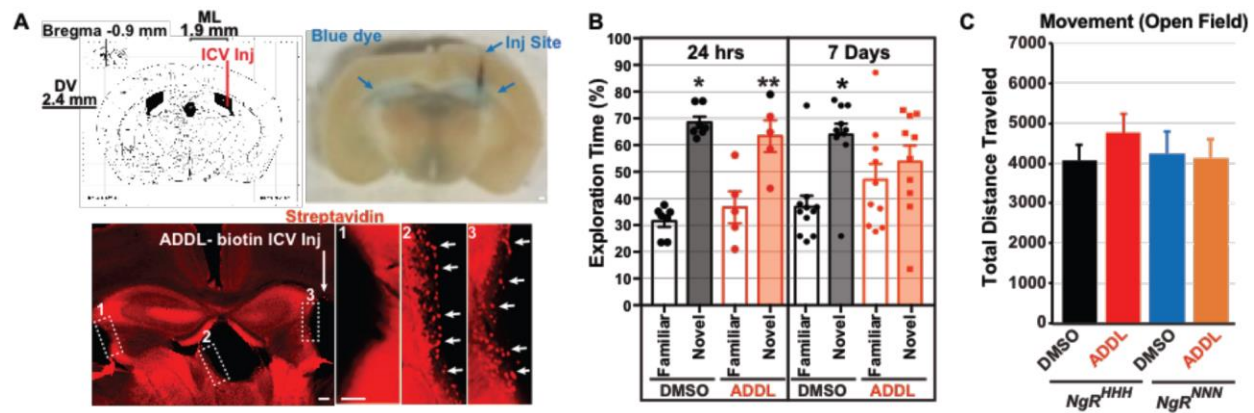 A
Bregma -0.9 mm
ML
1.9 mm
ICV Inj
DV
2.4 mm
Blue dye
Inj Site
Streptavidin
ADDL- biotin ICV Inj
1
2
3
1
2
3
B
Exploration Time (%)
100
90
80
70
60
50
40
30
20
10
0
24 hrs
7 Days
*
**
*
Familiar
Novel
Familiar
Novel
Familiar
Novel
Familiar
Novel
DMSO
ADDL
DMSO
ADDL
C
Movement (Open Field)
Total Distance Traveled
7000
6000
5000
4000
3000
2000
1000
0
DMSO
ADDL
DMSO
ADDL
NgRHHH
NgRNNN